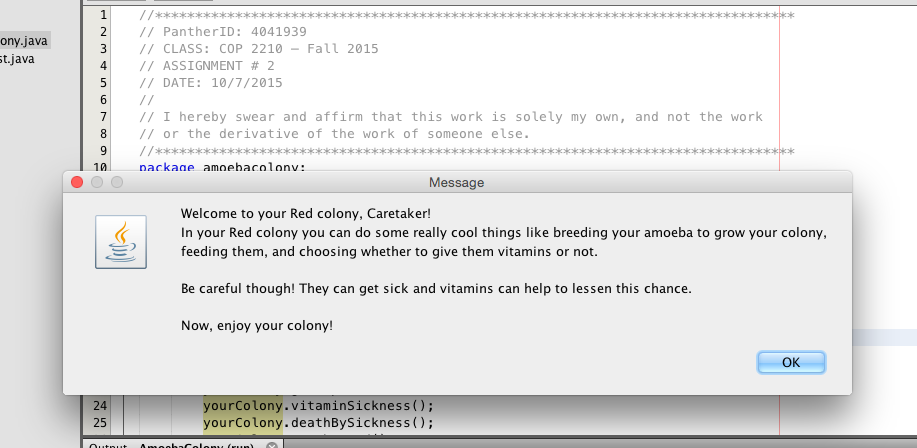 ony.java
st.java
1 //********************************************************************************
2 // PantherID: 4041939
3 // CLASS: COP 2210 – Fall 2015
4 // ASSIGNMENT # 2
5 // DATE: 10/7/2015
6 //
7 // I hereby swear and affirm that this work is solely my own, and not the work
8 // or the derivative of the work of someone else.
9 //********************************************************************************
10 package amoebacolony;
Message
Welcome to your Red colony, Caretaker!
In your Red colony you can do some really cool things like breeding your amoeba to grow your colony,
feeding them, and choosing whether to give them vitamins or not.
Be careful though! They can get sick and vitamins can help to lessen this chance.
Now, enjoy your colony!
OK
24 yourColony.vitaminSickness();
25 yourColony.deathBySickness();
Output - AmoebaColony (run)